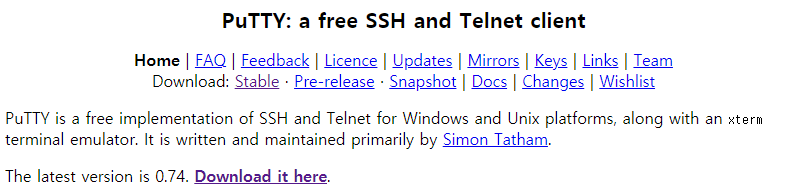 PuTTY: a free SSH and Telnet client
Home | FAQ | Feedback | Licence | Updates | Mirrors | Keys | Links | Team
Download: Stable · Pre-release · Snapshot | Docs | Changes | Wishlist
PuTTY is a free implementation of SSH and Telnet for Windows and Unix platforms, along with an xterm
terminal emulator. It is written and maintained primarily by Simon Tatham.
The latest version is 0.74. Download it here.